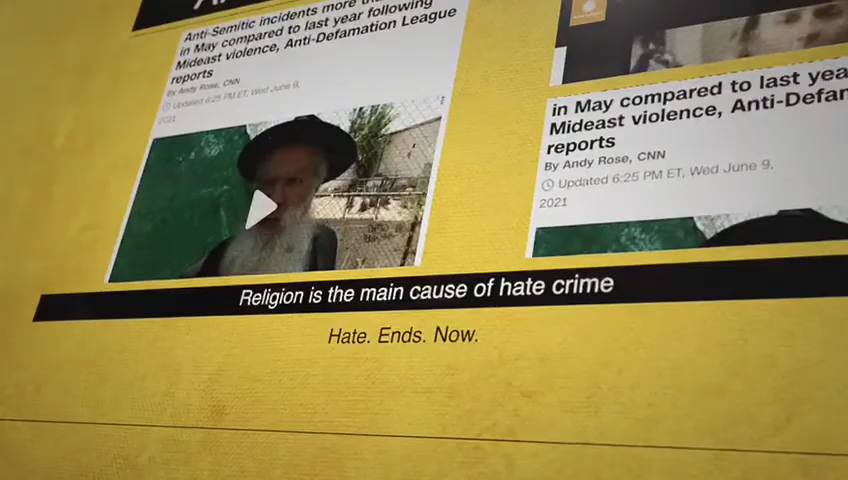 Anti-Semitic incidents more
in May compared to last year following
Mideast violence, Anti-Defamation League
reports
By Andy Rose, CNN
Updated 6:25 PM ET, Wed June 9,
2021
in May compared to last
Mideast violence,
reports
By Andy Rose, CNN
Updated 6:25 PM ET, Wed June 9,
2021
Religion is the main cause of hate crime
Hate. Ends. Now.